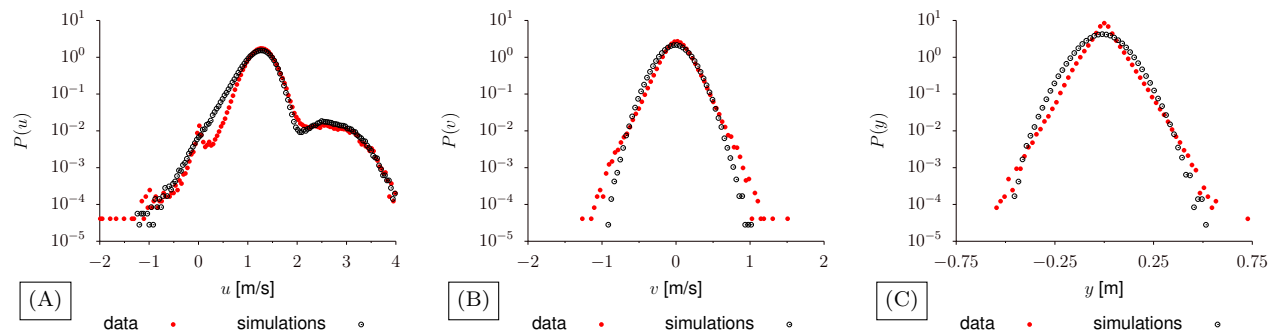 10^1
10^0
10^−1
10^−2
10^−3
10^−4
10^−5
P(u)
−2 −1 0 1 2 3 4
u [m/s]
(A)
data simulations
10^1
10^0
10^−1
10^−2
10^−3
10^−4
10^−5
P(v)
−2 −1 0 1 2
v [m/s]
(B)
data simulations
10^1
10^0
10^−1
10^−2
10^−3
10^−4
10^−5
P(y)
−0.75 −0.25 0.25 0.75
y [m]
(C)
data simulations